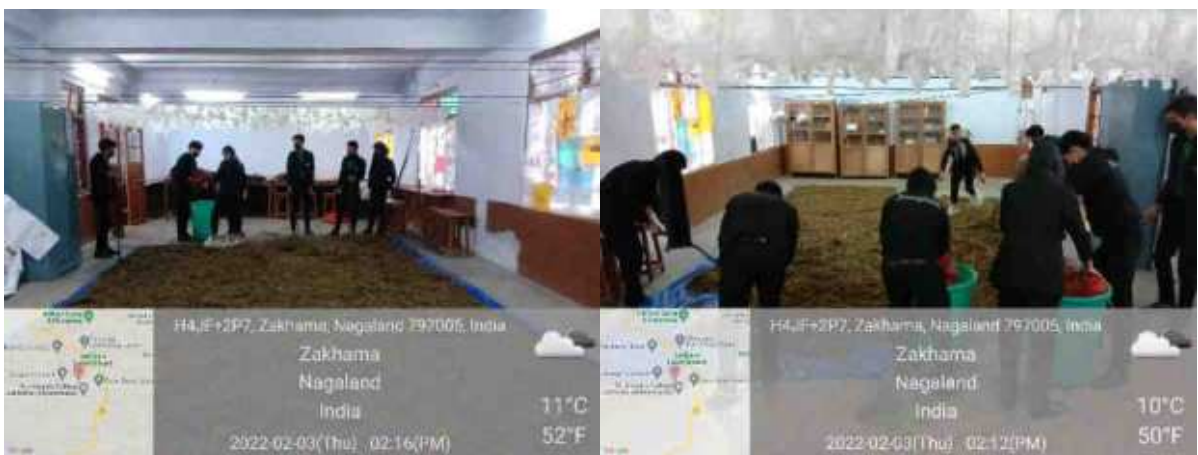 H4JF+2P7, Zakhama, Nagaland 797005, India
Zakhama
Nagaland
India
11°C
52°F
2022-02-03(Thu) 02:16(PM)
H4JF+2P7, Zakhama, Nagaland 797005, India
Zakhama
Nagaland
India
10°C
50°F
2022-02-03(Thu) 02:12(PM)